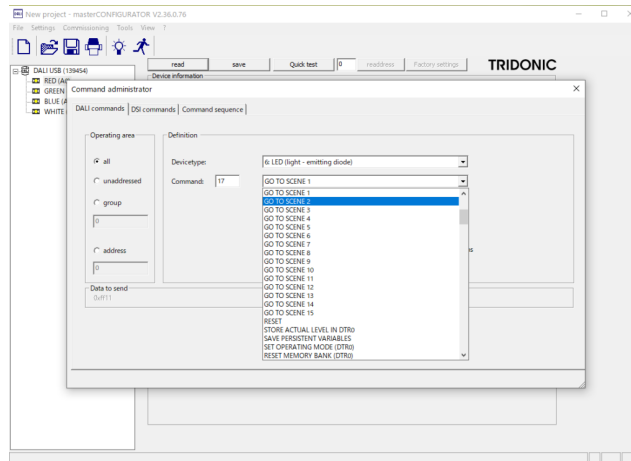 New project - masterCONFIGURATOR V2.36.0.76
File Settings Commissioning Tools View ?
read save Quick test 0 readdress Factory settings TRIDONIC
DALI USB (139454)
Device information
RED (A
GREEN
BLUE (A
WHITE
Command administrator
DALI commands DSI commands Command sequence
Operating area
Definition
all
Devicetype: 6: LED (light - emitting diode)
unaddressed
Command: 17 GO TO SCENE 1
GO TO SCENE 1
GO TO SCENE 2
group
GO TO SCENE 3
GO TO SCENE 4
0
GO TO SCENE 5
GO TO SCENE 6
GO TO SCENE 7
address
GO TO SCENE 8
GO TO SCENE 9
0
GO TO SCENE 10
GO TO SCENE 11
Data to send
GO TO SCENE 12
0xff11
GO TO SCENE 13
GO TO SCENE 14
GO TO SCENE 15
RESET
STORE ACTUAL LEVEL IN DTR0
SAVE PERSISTENT VARIABLES
SET OPERATING MODE (DTR0)
RESET MEMORY BANK (DTR0)